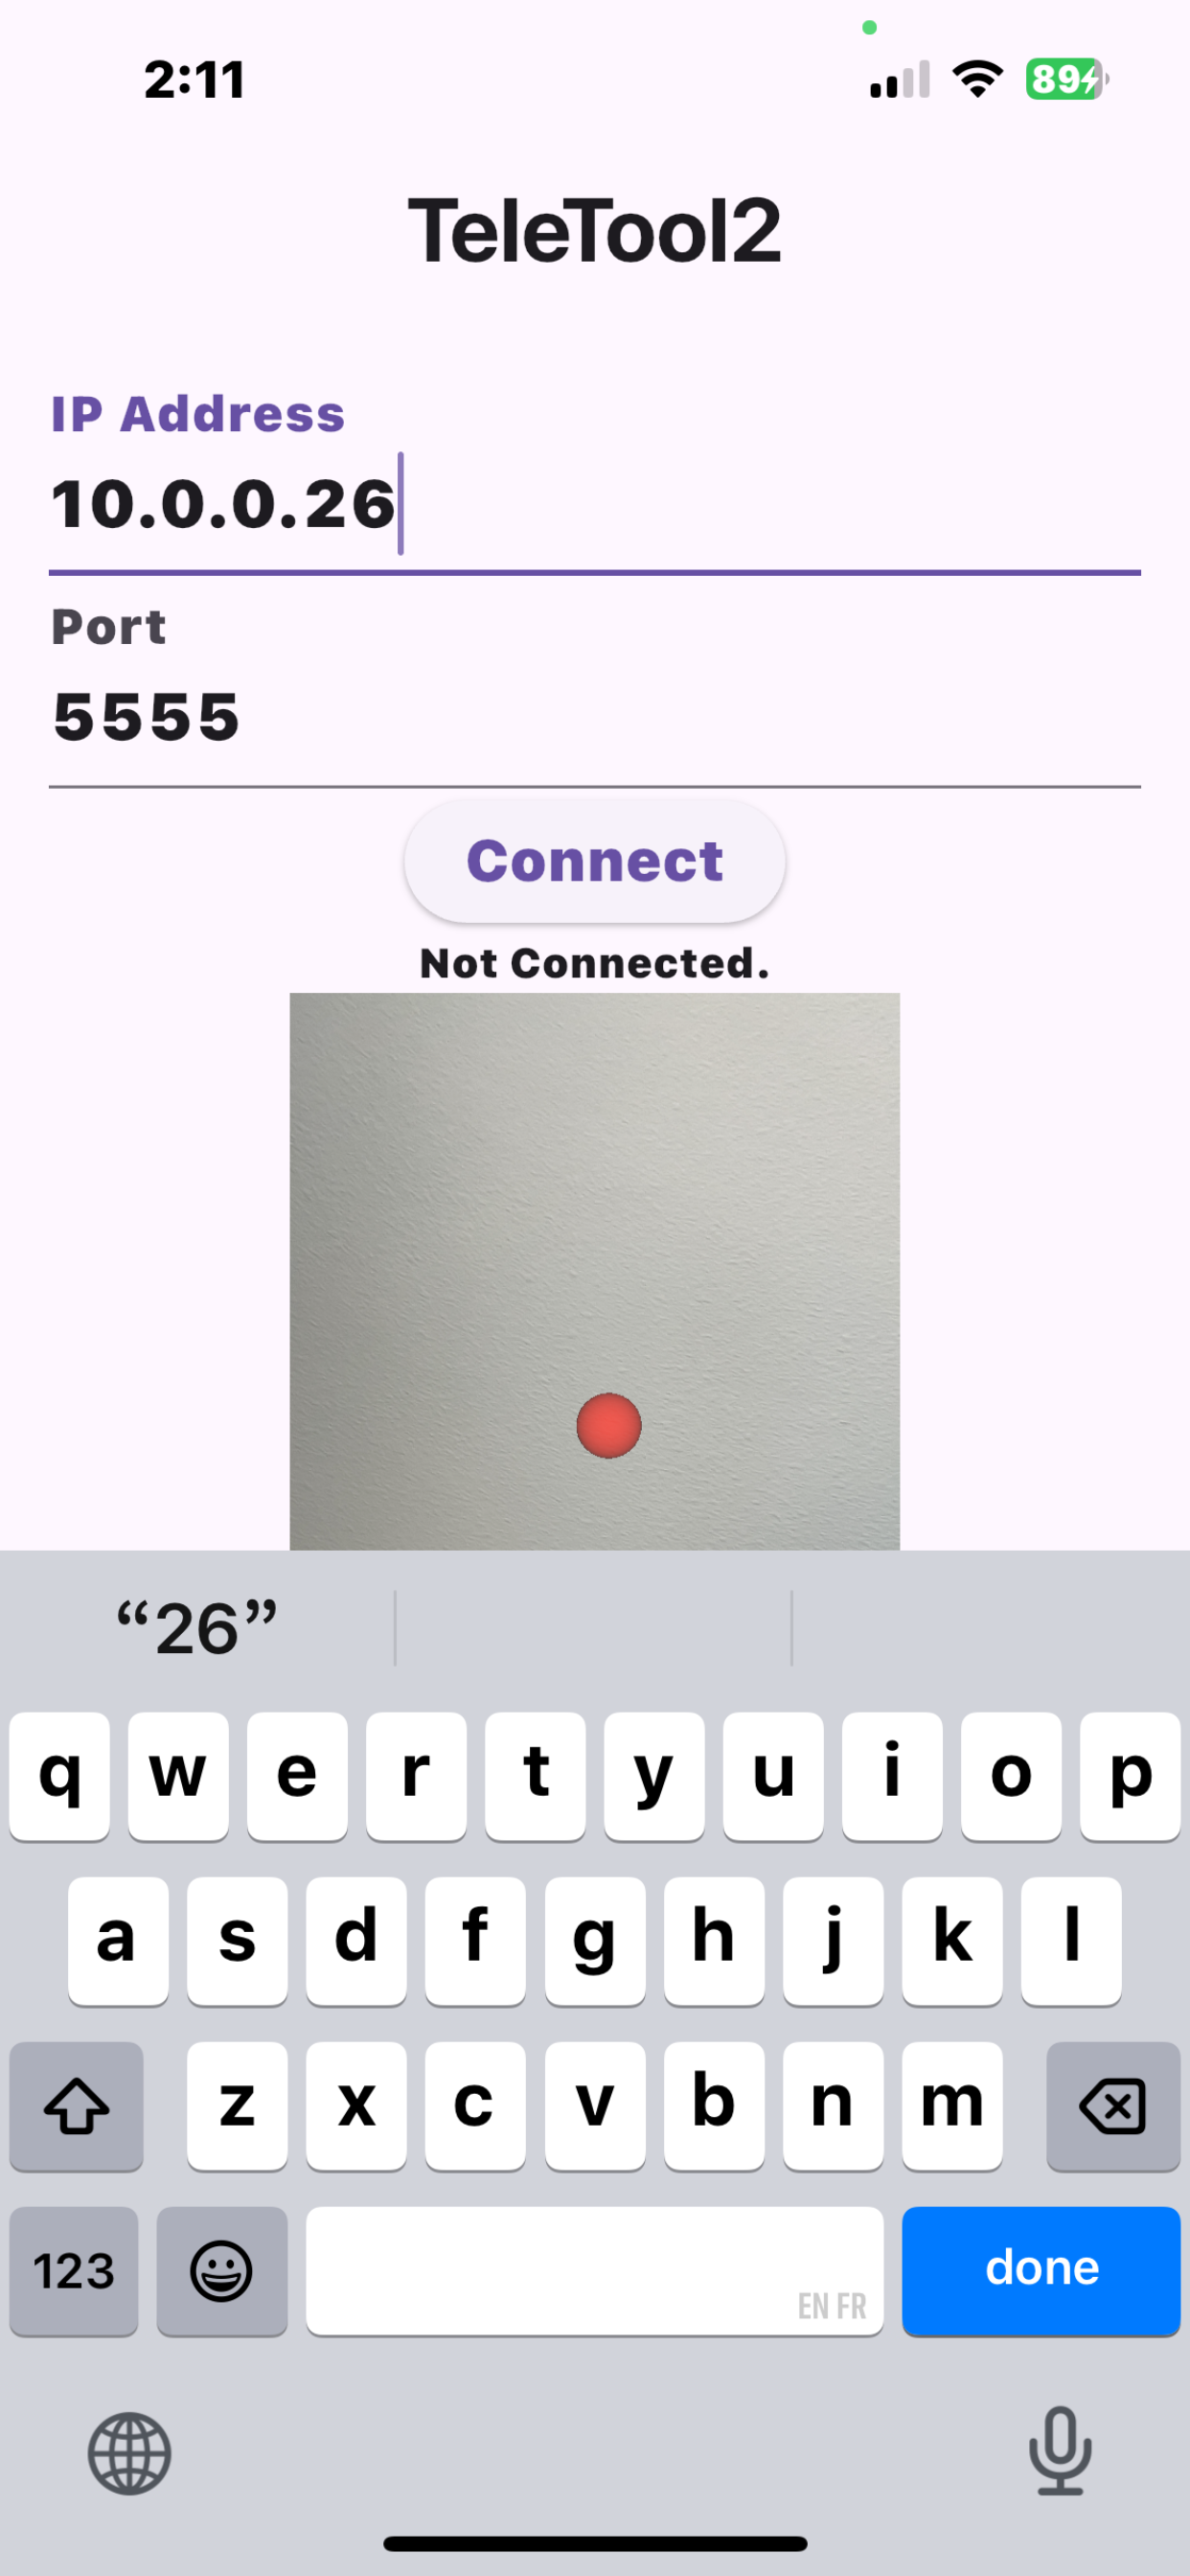 2:11
89
TeleTool2
IP Address
10.0.0.26
Port
5555
Connect
Not Connected.
“26”
q w e r t y u i o p
a s d f g h j k l
z x c v b n m
123
EN FR
done